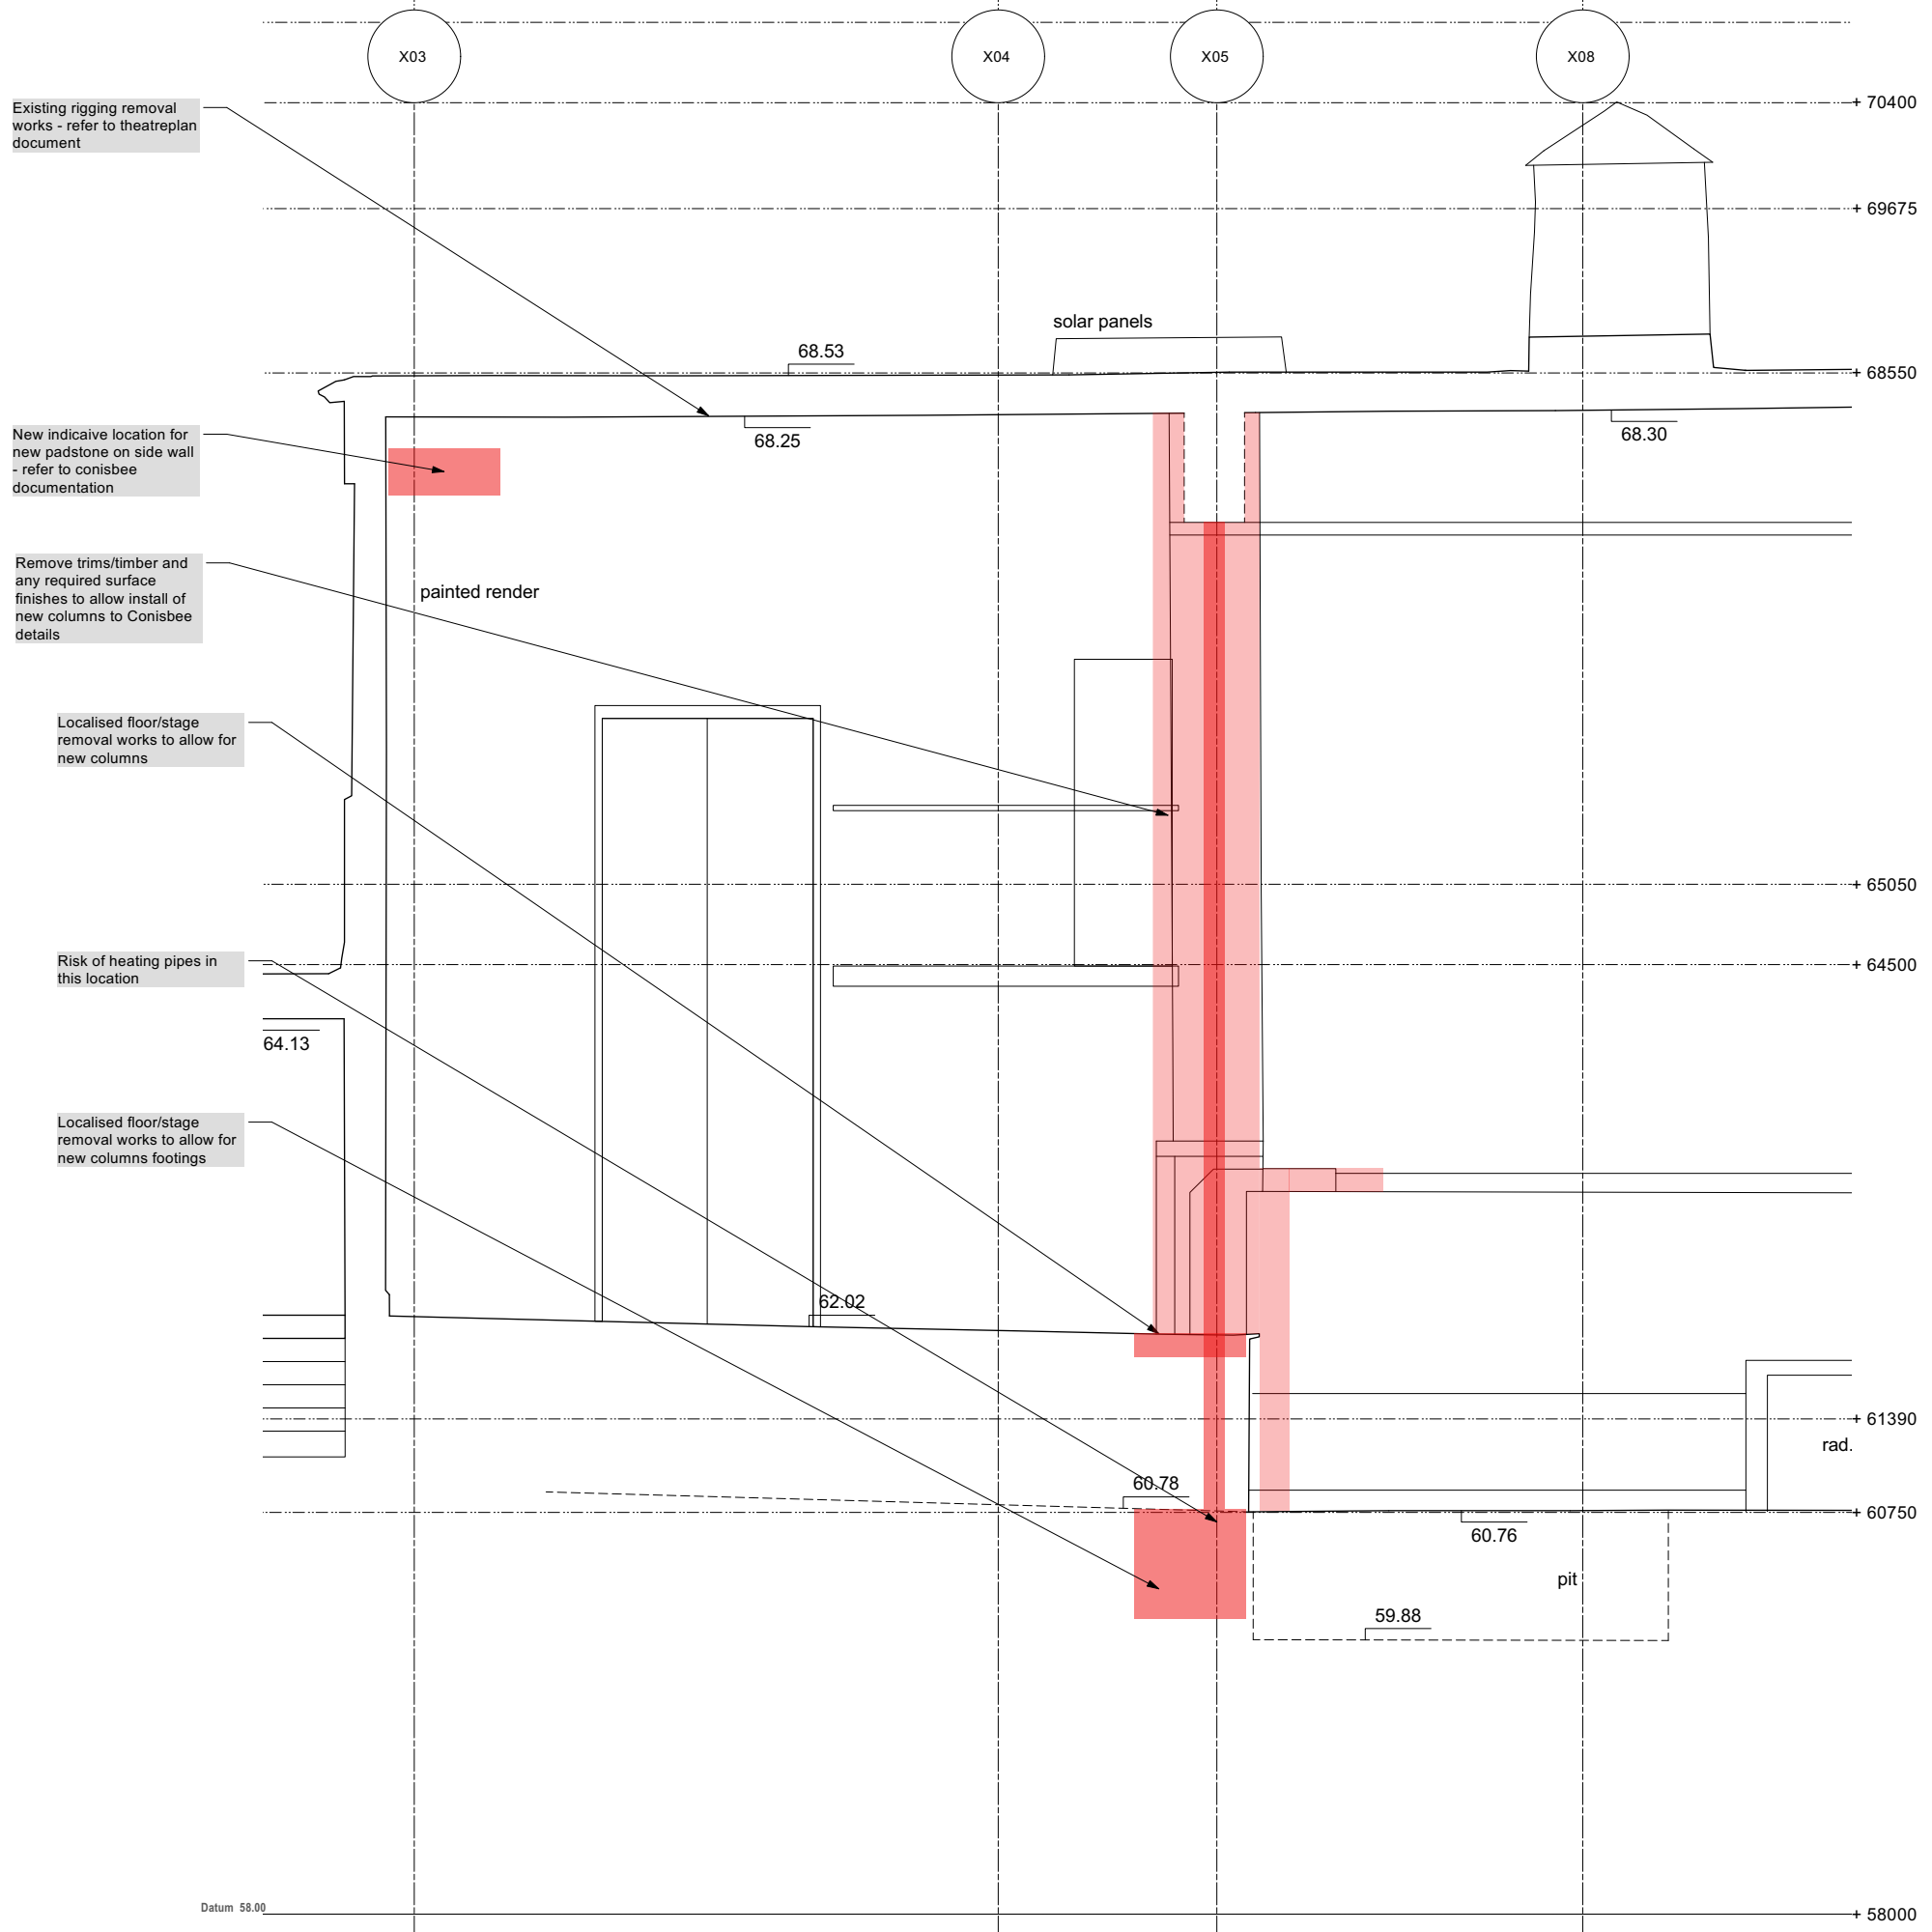 X03
X04
X05
X08
Existing rigging removal
works - refer to theatreplan
document
+ 70400
+ 69675
solar panels
68.53
+ 68550
New indicaive location for
new padstone on side wall
- refer to conisbee
documentation
68.25
68.30
Remove trims/timber and
any required surface
finishes to allow install of
new columns to Conisbee
details
painted render
Localised floor/stage
removal works to allow for
new columns
+ 65050
Risk of heating pipes in
this location
+ 64500
64.13
Localised floor/stage
removal works to allow for
new columns footings
62.02
+ 61390
rad.
60.78
+ 60750
60.76
pit
59.88
Datum 58.00
+ 58000